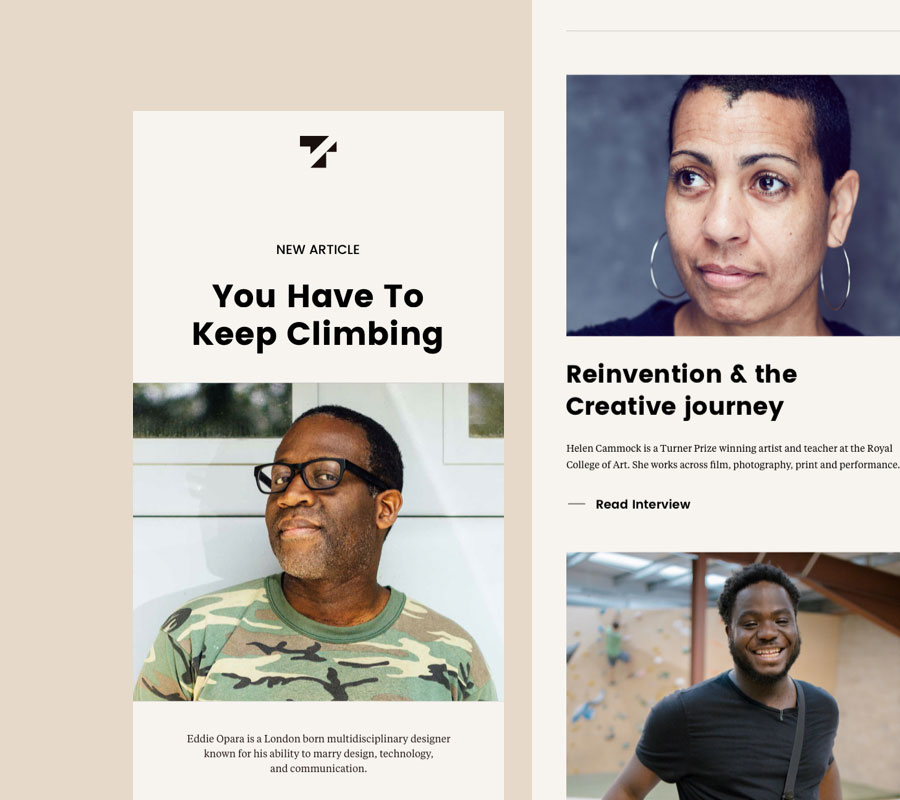 NEW ARTICLE
You Have To
Keep Climbing
Eddie Opara is a London born multidisciplinary designer
known for his ability to marry design, technology,
and communication.
Reinvention & the
Creative journey
Helen Cammock is a Turner Prize winning artist and teacher at the Royal
College of Art. She works across film, photography, print and performance.
Read Interview